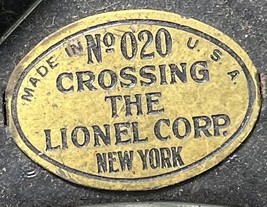 MADE IN U.S.A.
Nº 020
CROSSING
THE
LIONEL CORP.
NEW YORK